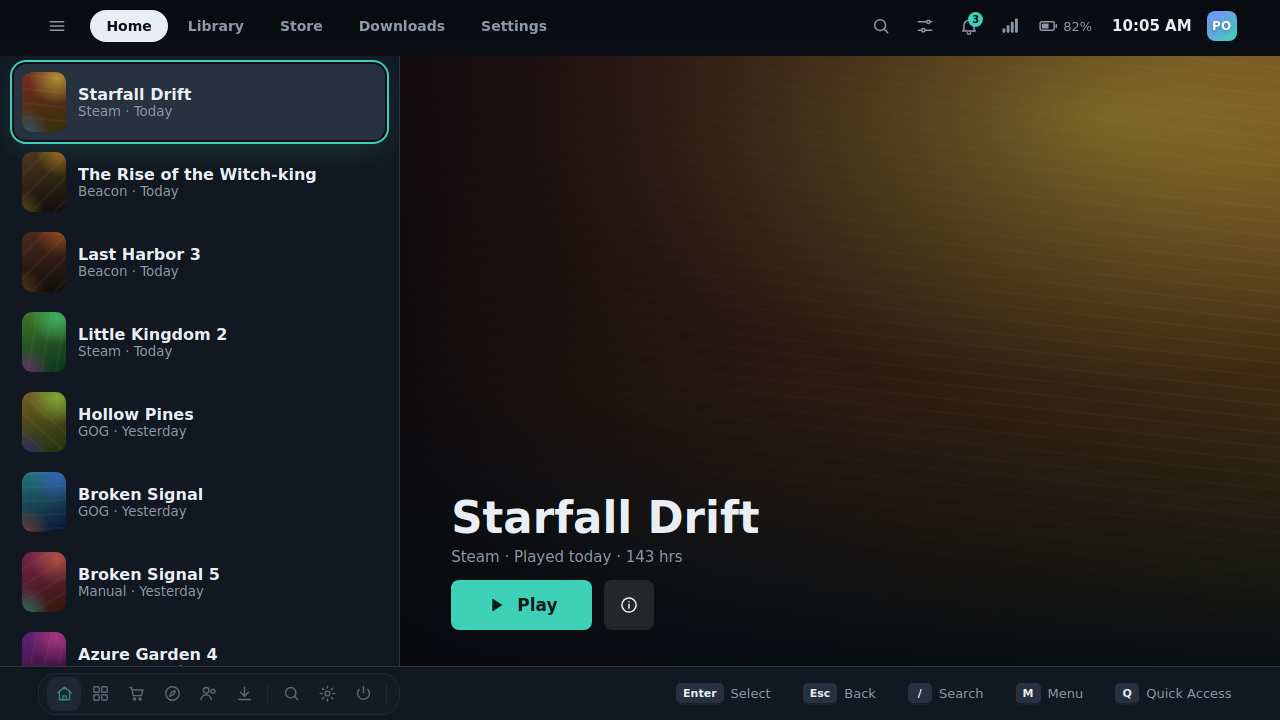 Home
Library
Store
Downloads
Settings
3
82%
10:05 AM
PO
Starfall Drift
Steam · Today
The Rise of the Witch-king
Beacon · Today
Last Harbor 3
Beacon · Today
Little Kingdom 2
Steam · Today
Hollow Pines
GOG · Yesterday
Broken Signal
GOG · Yesterday
Broken Signal 5
Manual · Yesterday
Azure Garden 4
Starfall Drift
Steam · Played today · 143 hrs
Play
Enter Select
Esc Back
/ Search
M Menu
Q Quick Access